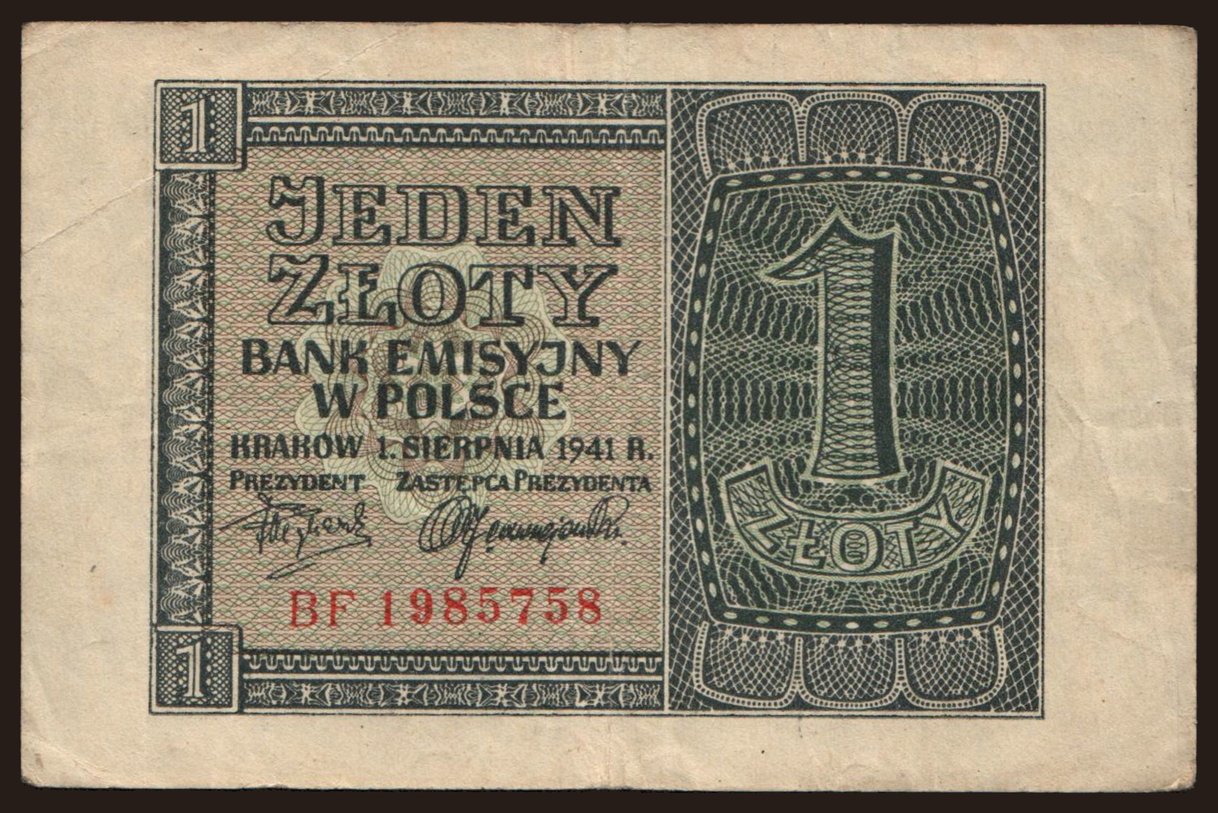 1
JEDEN
ZŁOTY
BANK EMISYJNY
W POLSCE
KRAKÓW 1. SIERPNIA 1941 R.
PREZYDENT ZASTĘPCA PREZYDENTA
BF 1985758
1
1
ZŁOTY